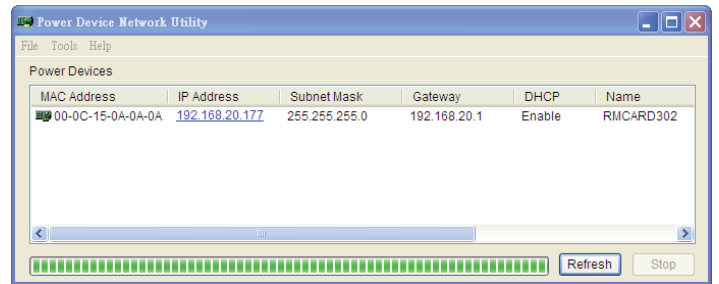 Power Device Network Utility
File Tools Help
Power Devices
MAC Address IP Address Subnet Mask Gateway DHCP Name
00-0C-15-0A-0A-0A 192.168.20.177 255.255.255.0 192.168.20.1 Enable RMCARD302
Refresh Stop